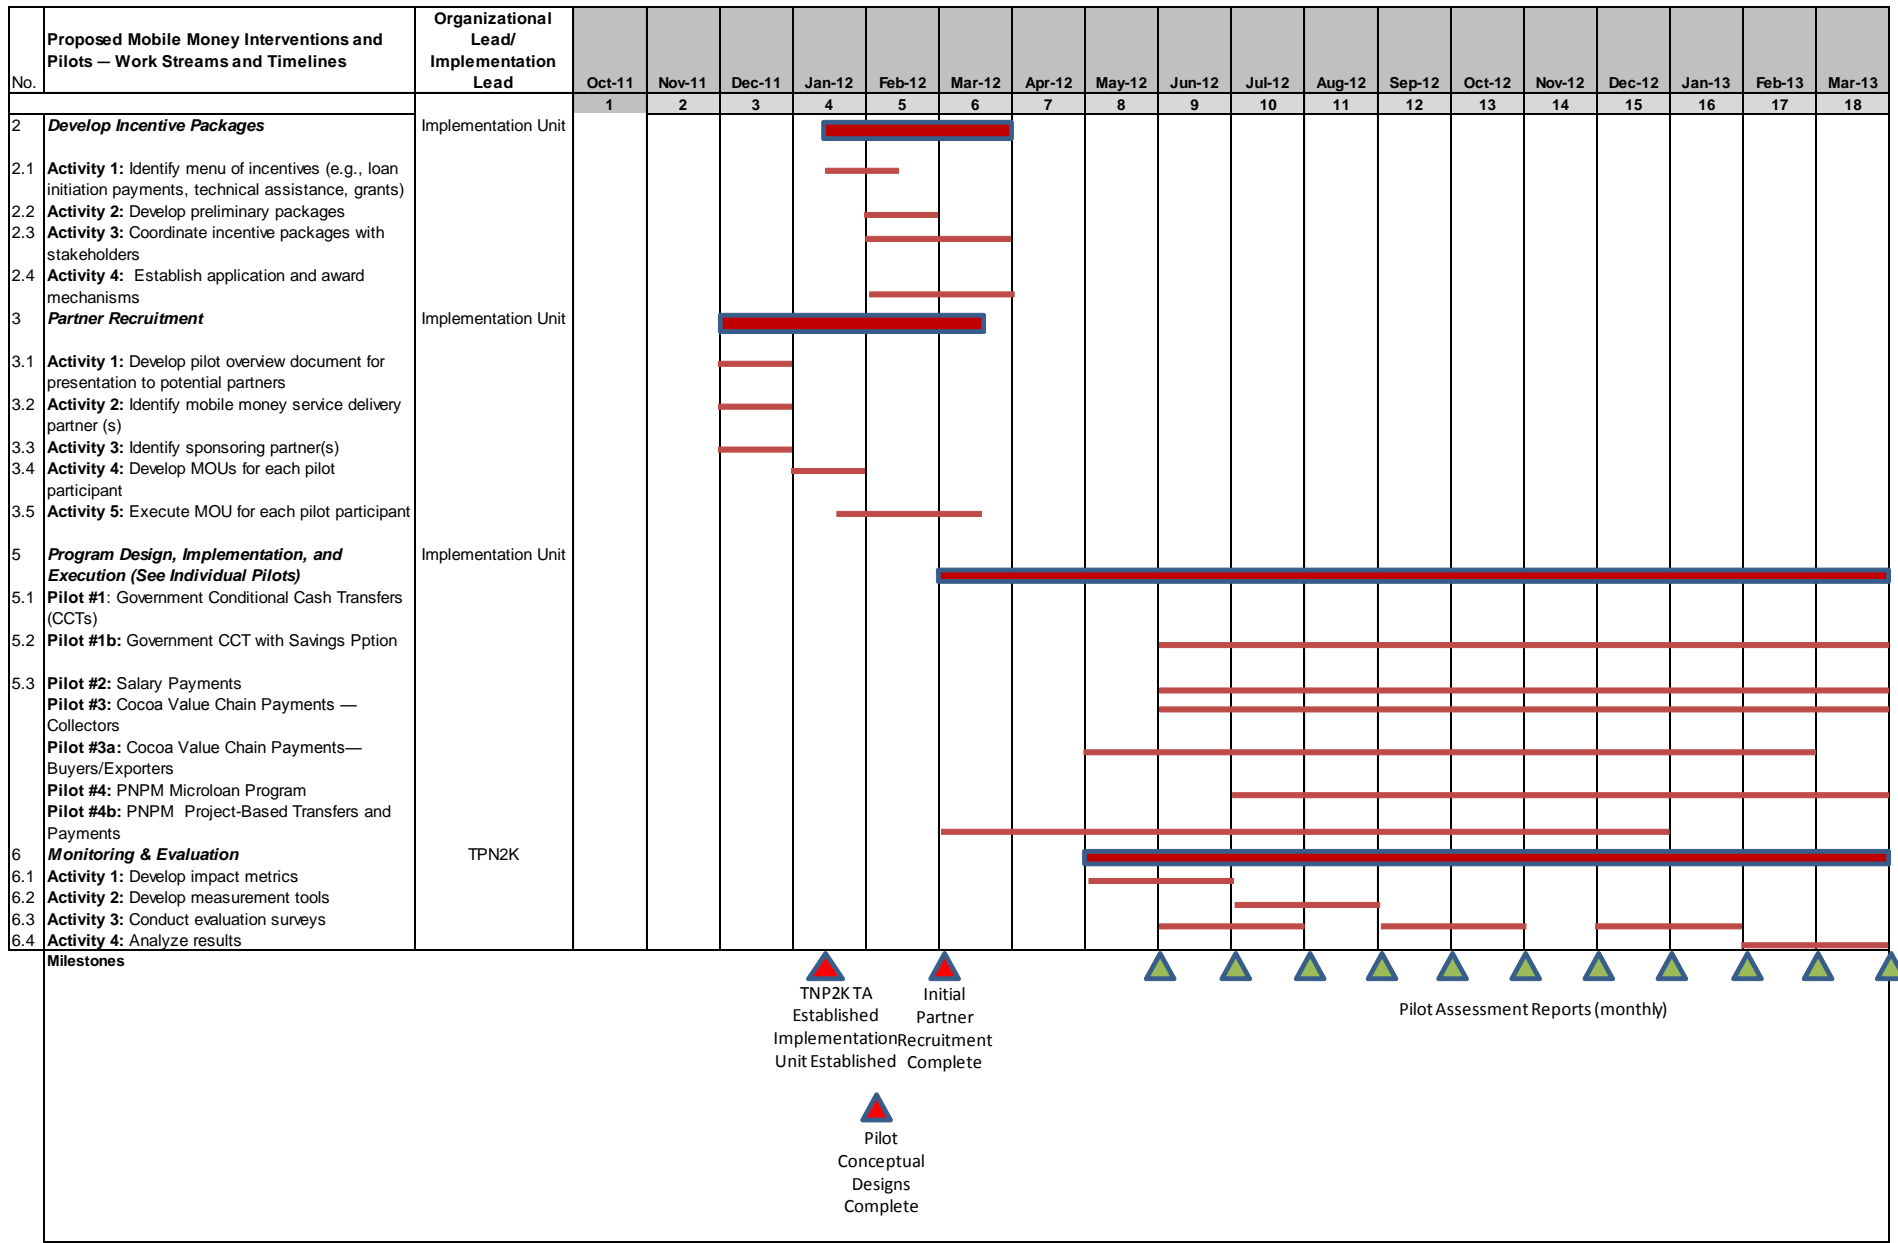 No.
Proposed Mobile Money Interventions and
Pilots — Work Streams and Timelines
Organizational
Lead/
Implementation
Lead
Oct-11 Nov-11 Dec-11 Jan-12 Feb-12 Mar-12 Apr-12 May-12 Jun-12 Jul-12 Aug-12 Sep-12 Oct-12 Nov-12 Dec-12 Jan-13 Feb-13 Mar-13
1 2 3 4 5 6 7 8 9 10 11 12 13 14 15 16 17 18
2 Develop Incentive Packages Implementation Unit
2.1 Activity 1: Identify menu of incentives (e.g., loan
initiation payments, technical assistance, grants)
2.2 Activity 2: Develop preliminary packages
2.3 Activity 3: Coordinate incentive packages with
stakeholders
2.4 Activity 4: Establish application and award
mechanisms
3 Partner Recruitment Implementation Unit
3.1 Activity 1: Develop pilot overview document for
presentation to potential partners
3.2 Activity 2: Identify mobile money service delivery
partner (s)
3.3 Activity 3: Identify sponsoring partner(s)
3.4 Activity 4: Develop MOUs for each pilot
participant
3.5 Activity 5: Execute MOU for each pilot participant
5 Program Design, Implementation, and Implementation Unit
Execution (See Individual Pilots)
5.1 Pilot #1: Government Conditional Cash Transfers
(CCTs)
5.2 Pilot #1b: Government CCT with Savings Pption
5.3 Pilot #2: Salary Payments
Pilot #3: Cocoa Value Chain Payments —
Collectors
Pilot #3a: Cocoa Value Chain Payments—
Buyers/Exporters
Pilot #4: PNPM Microloan Program
Pilot #4b: PNPM Project-Based Transfers and
Payments
6 Monitoring & Evaluation TPN2K
6.1 Activity 1: Develop impact metrics
6.2 Activity 2: Develop measurement tools
6.3 Activity 3: Conduct evaluation surveys
6.4 Activity 4: Analyze results
Milestones
TNP2K TA
Established
Implementation
Unit Established
Initial
Partner
Recruitment
Complete
Pilot Assessment Reports (monthly)
Pilot
Conceptual
Designs
Complete